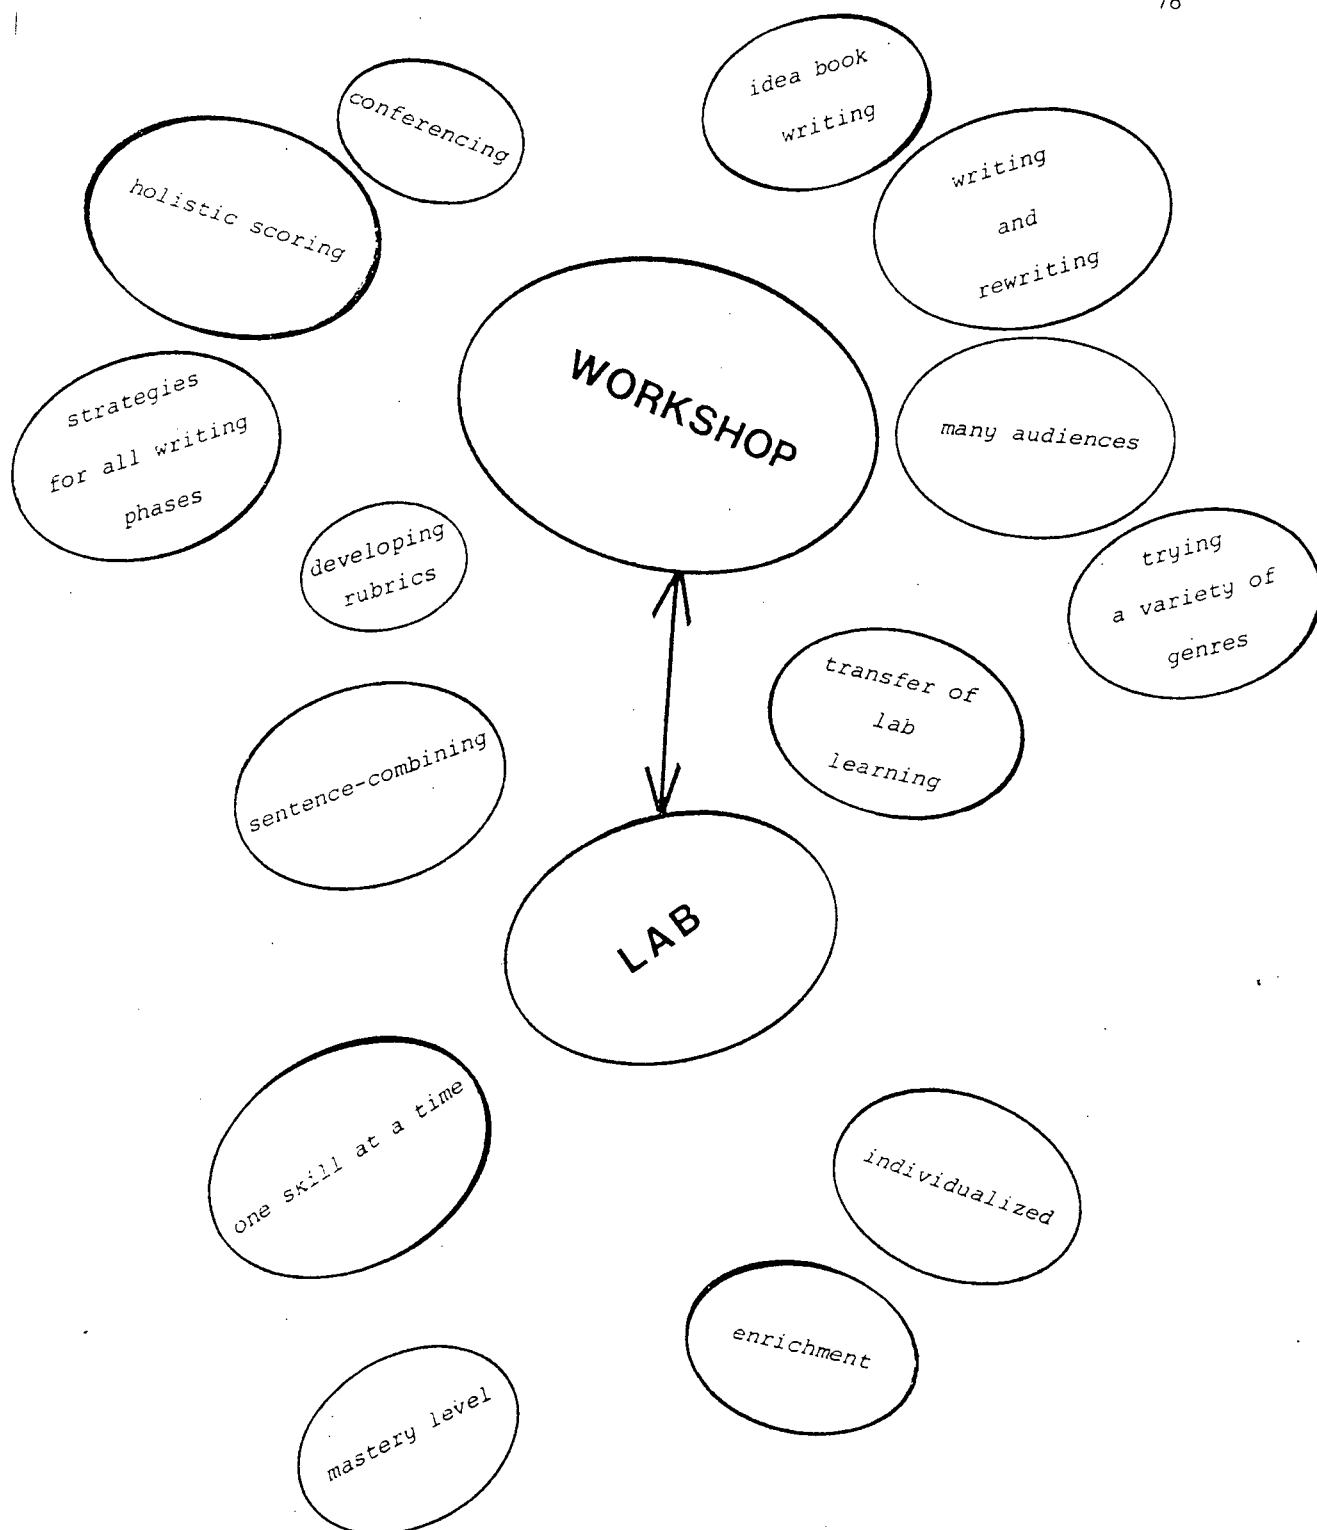 78
conferencing
idea book
writing
holistic scoring
writing
and
rewriting
WORKSHOP
strategies
for all writing
phases
many audiences
developing
rubrics
trying
a variety of
genres
transfer of
lab
learning
sentence-combining
LAB
one skill at a time
individualized
enrichment
mastery level